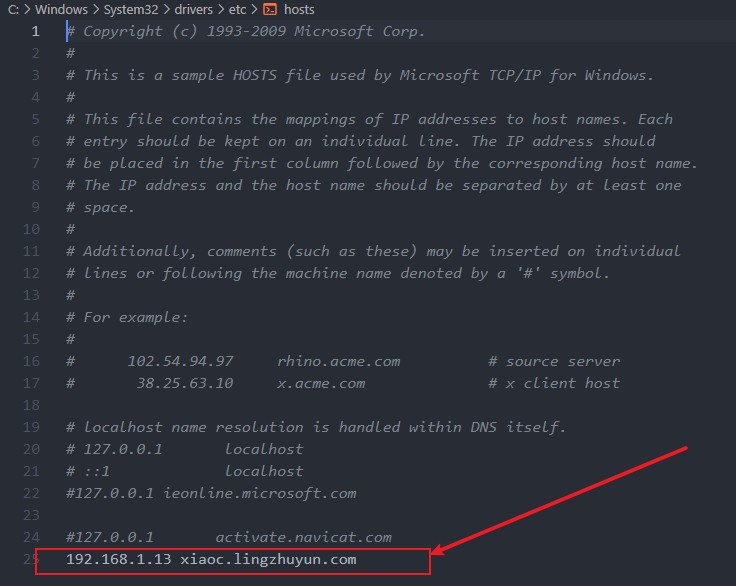 C: > Windows > System32 > drivers > etc > hosts
1 # Copyright (c) 1993-2009 Microsoft Corp.
2 #
3 # This is a sample HOSTS file used by Microsoft TCP/IP for Windows.
4 #
5 # This file contains the mappings of IP addresses to host names. Each
6 # entry should be kept on an individual line. The IP address should
7 # be placed in the first column followed by the corresponding host name.
8 # The IP address and the host name should be separated by at least one
9 # space.
10 #
11 # Additionally, comments (such as these) may be inserted on individual
12 # lines or following the machine name denoted by a '#' symbol.
13 #
14 # For example:
15 #
16 #      102.54.94.97     rhino.acme.com          # source server
17 #       38.25.63.10     x.acme.com              # x client host
18
19 # localhost name resolution is handled within DNS itself.
20 # 127.0.0.1       localhost
21 # ::1             localhost
22 #127.0.0.1 ieonline.microsoft.com
23
24 #127.0.0.1       activate.navicat.com
25 192.168.1.13 xiaoc.lingzhuyun.com